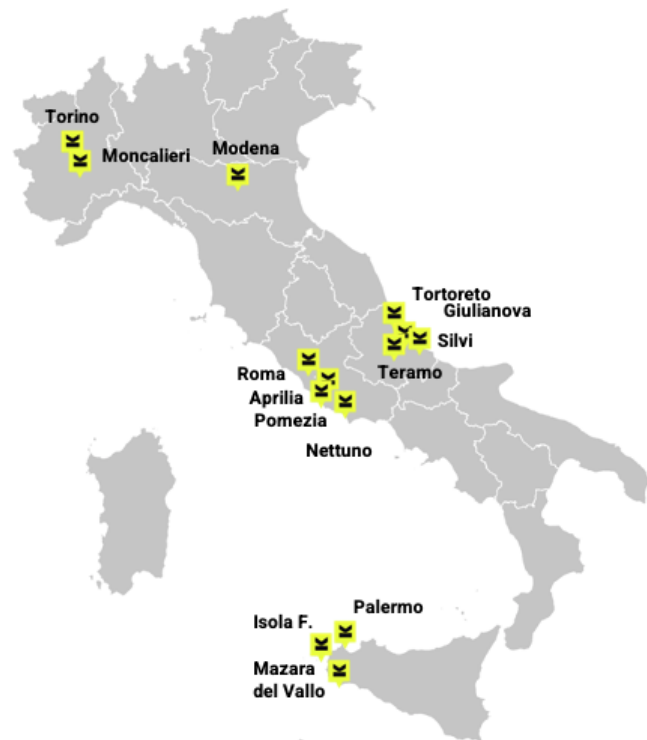 Torino
Moncalieri
Modena
Tortoreto
Giulianova
Silvi
Teramo
Roma
Aprilia
Pomezia
Nettuno
Isola F.
Palermo
Mazara
del Vallo
K
K
K
K
K
K
K
K
K
K
K
K
K
K